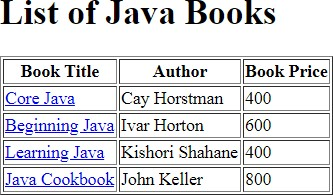 List of Java Books
Book Title Author Book Price
Core Java Cay Horstman 400
Beginning Java Ivar Horton 600
Learning Java Kishori Shahane 400
Java Cookbook John Keller 800